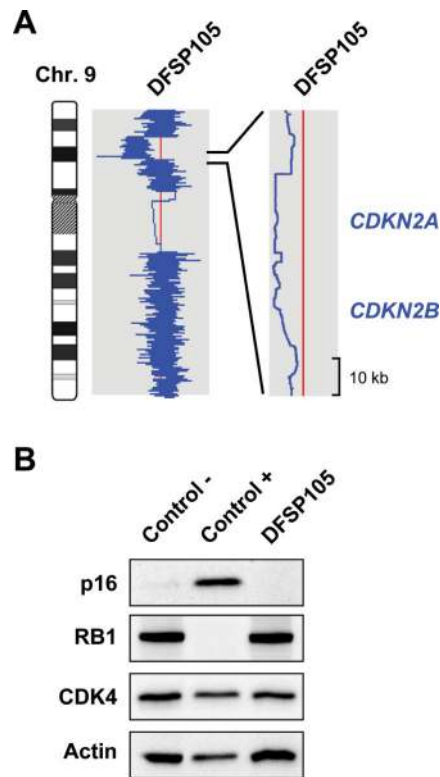 A
Chr. 9
DFSP105
DFSP105
CDKN2A
CDKN2B
10 kb
B
Control -
Control +
DFSP105
p16
RB1
CDK4
Actin